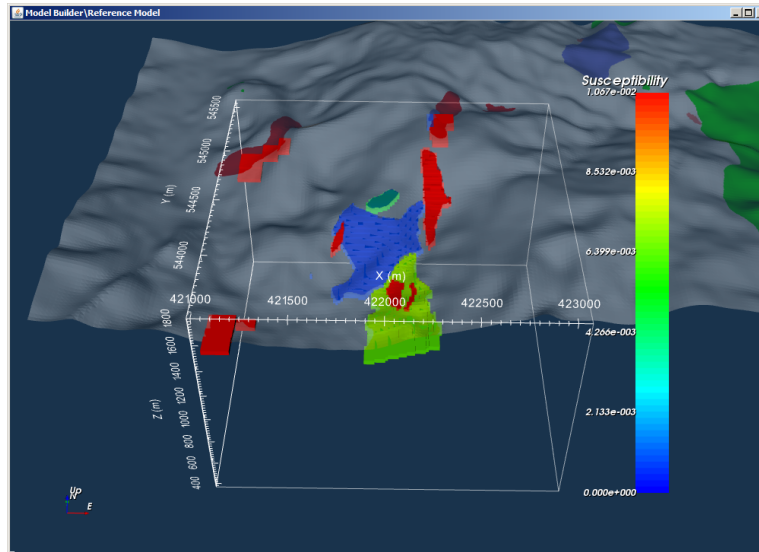 Model Builder\Reference Model
Susceptibility
1.067e-002
8.532e-003
6.399e-003
4.266e-003
2.133e-003
0.000e+000
545500
545000
544500
544000
Y (m)
X (m)
421000
421500
422000
422500
423000
1800
1600
1400
1200
1000
800
600
400
Z (m)
Up
N
E